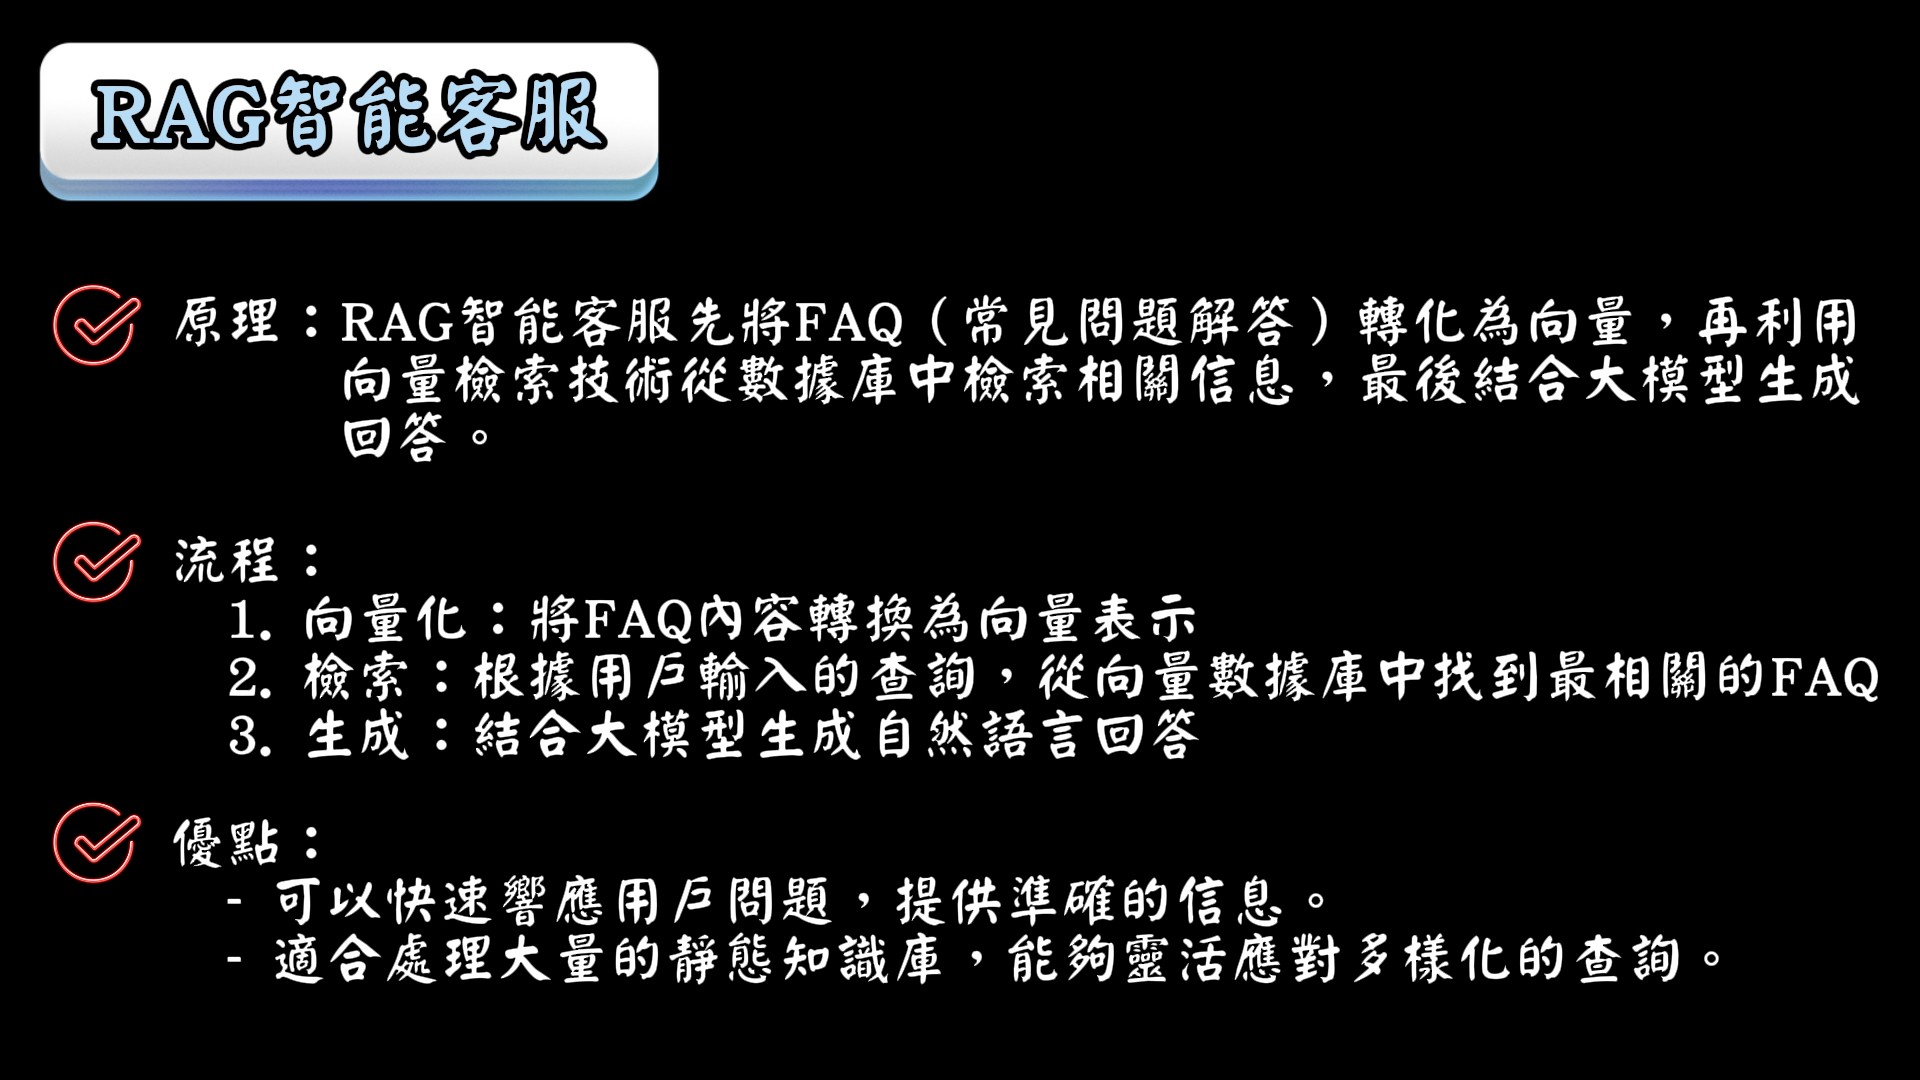 RAG智能客服
原理：RAG智能客服先將FAQ（常見問題解答）轉化為向量，再利用
向量檢索技術從數據庫中檢索相關信息，最後結合大模型生成
回答。
流程：
1. 向量化：將FAQ內容轉換為向量表示
2. 檢索：根據用戶輸入的查詢，從向量數據庫中找到最相關的FAQ
3. 生成：結合大模型生成自然語言回答
優點：
- 可以快速響應用戶問題，提供準確的信息。
- 適合處理大量的靜態知識庫，能夠靈活應對多樣化的查詢。